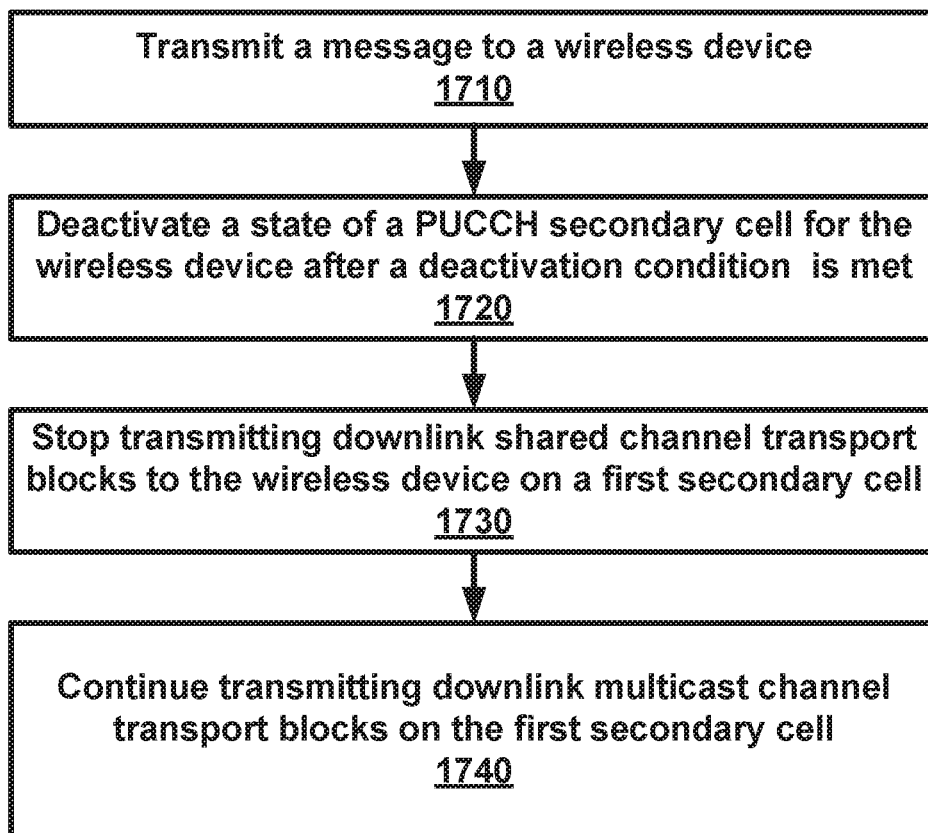 Transmit a message to a wireless device
1710
Deactivate a state of a PUCCH secondary cell for the
wireless device after a deactivation condition is met
1720
Stop transmitting downlink shared channel transport
blocks to the wireless device on a first secondary cell
1730
Continue transmitting downlink multicast channel
transport blocks on the first secondary cell
1740